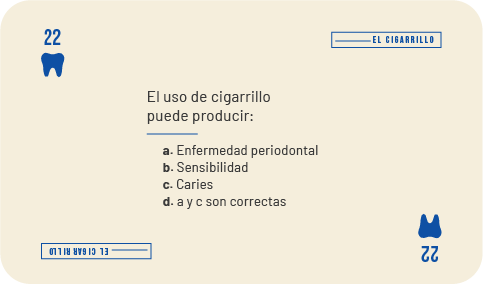 22
EL CIGARRILLO
El uso de cigarrillo
puede producir:
a. Enfermedad periodontal
b. Sensibilidad
c. Caries
d. a y c son correctas
EL CIGARRILLO
22